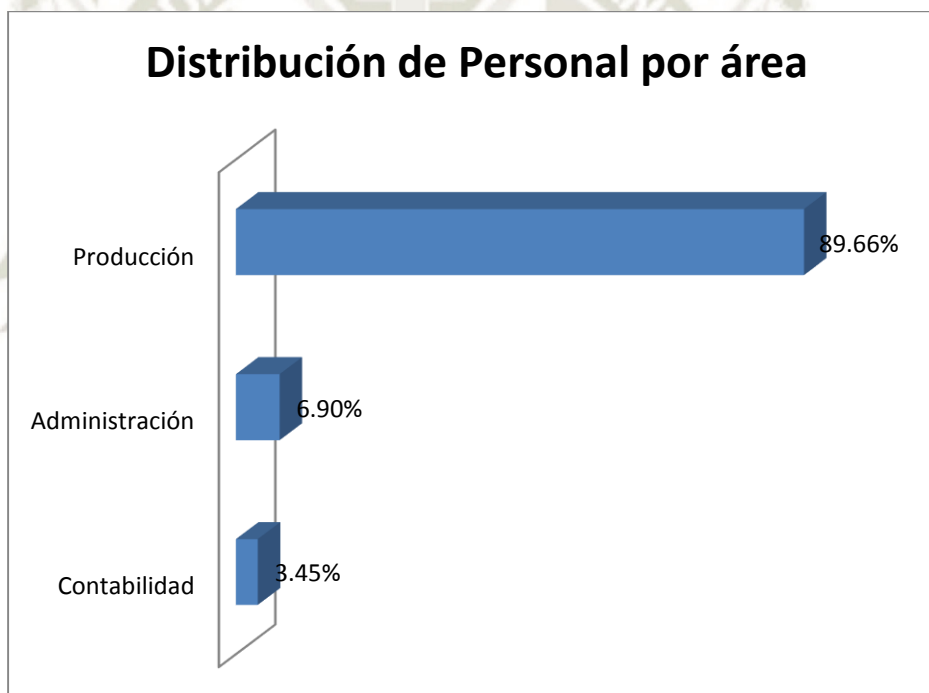 Distribución de Personal por área
Producción
89.66%
Administración
6.90%
Contabilidad
3.45%